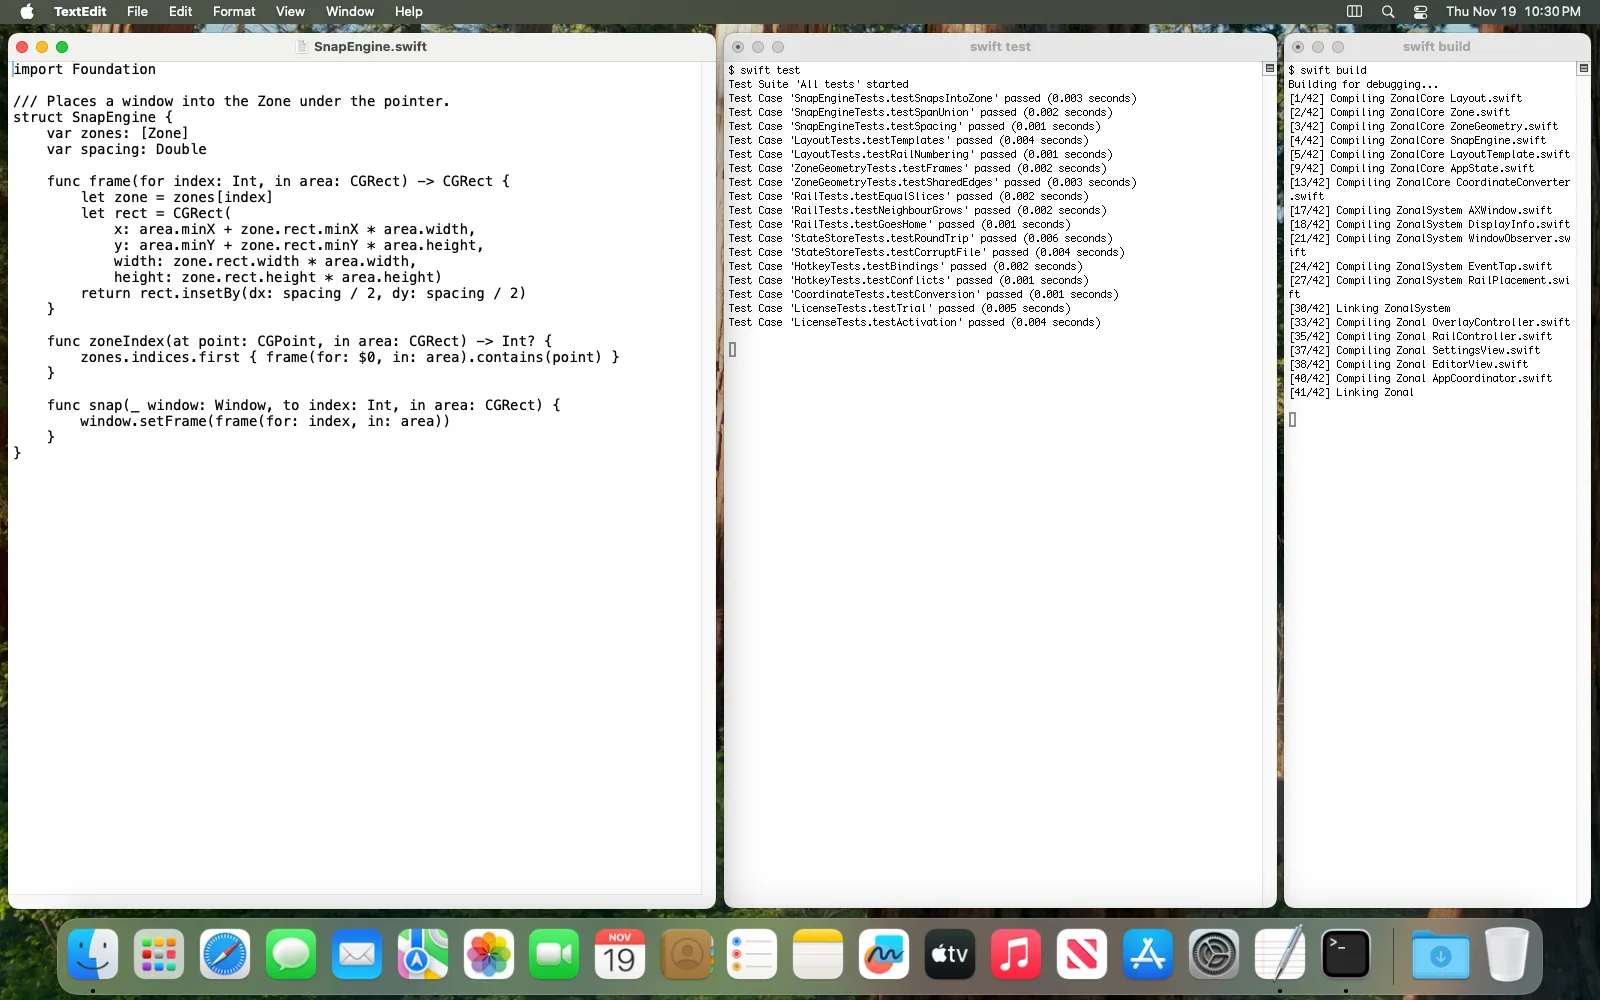 TextEdit File Edit Format View Window Help Thu Nov 19 10:30 PM
SnapEngine.swift
import Foundation
/// Places a window into the Zone under the pointer.
struct SnapEngine {
    var zones: [Zone]
    var spacing: Double
    func frame(for index: Int, in area: CGRect) -> CGRect {
        let zone = zones[index]
        let rect = CGRect(
            x: area.minX + zone.rect.minX * area.width,
            y: area.minY + zone.rect.minY * area.height,
            width: zone.rect.width * area.width,
            height: zone.rect.height * area.height)
        return rect.insetBy(dx: spacing / 2, dy: spacing / 2)
    }
    func zoneIndex(at point: CGPoint, in area: CGRect) -> Int? {
        zones.indices.first { frame(for: $0, in: area).contains(point) }
    }
    func snap(_ window: Window, to index: Int, in area: CGRect) {
        window.setFrame(frame(for: index, in: area))
    }
}
swift test
$ swift test
Test Suite 'All tests' started
Test Case 'SnapEngineTests.testSnapsIntoZone' passed (0.003 seconds)
Test Case 'SnapEngineTests.testSpanUnion' passed (0.002 seconds)
Test Case 'SnapEngineTests.testSpacing' passed (0.001 seconds)
Test Case 'LayoutTests.testTemplates' passed (0.004 seconds)
Test Case 'LayoutTests.testRailNumbering' passed (0.001 seconds)
Test Case 'ZoneGeometryTests.testFrames' passed (0.002 seconds)
Test Case 'ZoneGeometryTests.testSharedEdges' passed (0.003 seconds)
Test Case 'RailTests.testEqualSlices' passed (0.002 seconds)
Test Case 'RailTests.testNeighbourGrows' passed (0.002 seconds)
Test Case 'RailTests.testGoesHome' passed (0.001 seconds)
Test Case 'StateStoreTests.testRoundTrip' passed (0.006 seconds)
Test Case 'StateStoreTests.testCorruptFile' passed (0.004 seconds)
Test Case 'HotkeyTests.testBindings' passed (0.002 seconds)
Test Case 'HotkeyTests.testConflicts' passed (0.001 seconds)
Test Case 'CoordinateTests.testConversion' passed (0.001 seconds)
Test Case 'LicenseTests.testTrial' passed (0.005 seconds)
Test Case 'LicenseTests.testActivation' passed (0.004 seconds)
swift build
$ swift build
Building for debugging...
[1/42] Compiling ZonalCore Layout.swift
[2/42] Compiling ZonalCore Zone.swift
[3/42] Compiling ZonalCore ZoneGeometry.swift
[4/42] Compiling ZonalCore SnapEngine.swift
[5/42] Compiling ZonalCore LayoutTemplate.swift
[9/42] Compiling ZonalCore AppState.swift
[13/42] Compiling ZonalCore CoordinateConverter
.swift
[17/42] Compiling ZonalSystem AXWindow.swift
[18/42] Compiling ZonalSystem DisplayInfo.swift
[21/42] Compiling ZonalSystem WindowObserver.sw
ift
[24/42] Compiling ZonalSystem EventTap.swift
[27/42] Compiling ZonalSystem RailPlacement.swi
ft
[30/42] Linking ZonalSystem
[33/42] Compiling Zonal OverlayController.swift
[35/42] Compiling Zonal RailController.swift
[37/42] Compiling Zonal SettingsView.swift
[38/42] Compiling Zonal EditorView.swift
[40/42] Compiling Zonal AppCoordinator.swift
[41/42] Linking Zonal
NOV
19
tv
>_